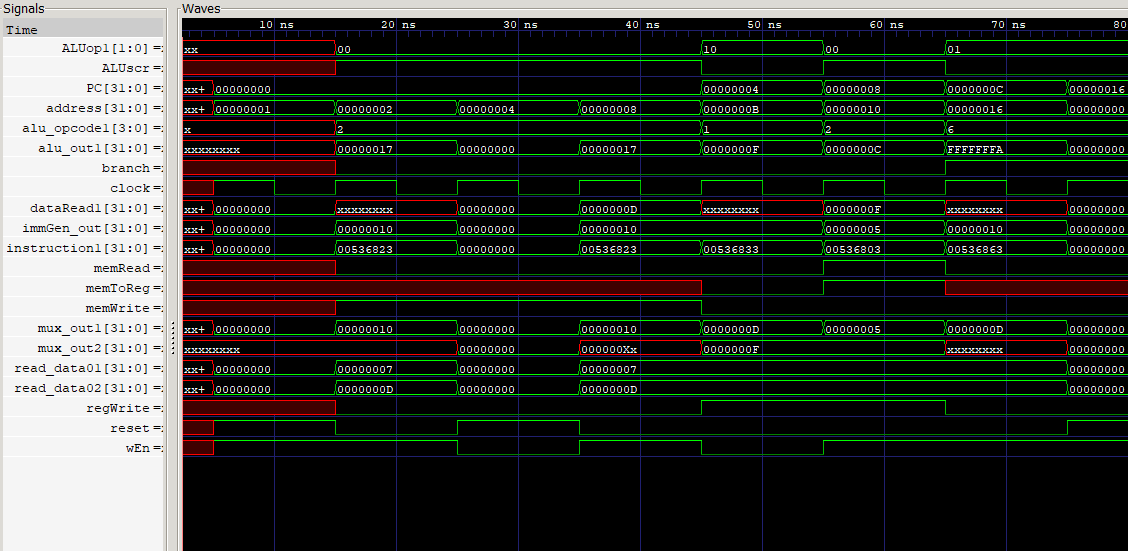 Signals
Waves
Time
10 ns 20 ns 30 ns 40 ns 50 ns 60 ns 70 ns 80
ALUop1[1:0] =x xx 00 10 00 01
ALUscr =x
PC[31:0] =x xx+ 00000000 00000004 00000008 0000000C 00000016
address[31:0] =x xx+ 00000001 00000002 00000004 00000008 0000000B 00000010 00000016 00000000
alu_opcode1[3:0] =x x 2 1 2 6
alu_out1[31:0] =x xxxxxxxx 00000017 00000000 00000017 0000000F 0000000C FFFFFFFA 00000000
branch =x
clock =x
dataRead1[31:0] =x xx+ 00000000 xxxxxxxx 00000000 0000000D xxxxxxxx 0000000F xxxxxxxx 00000000
immGen_out[31:0] =x xx+ 00000000 00000010 00000000 00000010 00000005 00000010 00000000
instruction1[31:0] =x xx+ 00000000 00536823 00000000 00536823 00536833 00536803 00536863 00000000
memRead =x
memToReg =x
memWrite =x
mux_out1[31:0] =x xx+ 00000000 00000010 00000000 00000010 0000000D 00000005 0000000D 00000000
mux_out2[31:0] =x xxxxxxxx 00000000 000000Xx 0000000F xxxxxxxx 00000000
read_data01[31:0] =x xx+ 00000000 00000007 00000000 00000007 00000000
read_data02[31:0] =x xx+ 00000000 0000000D 00000000 0000000D 00000000
regWrite =x
reset =x
wEn =x